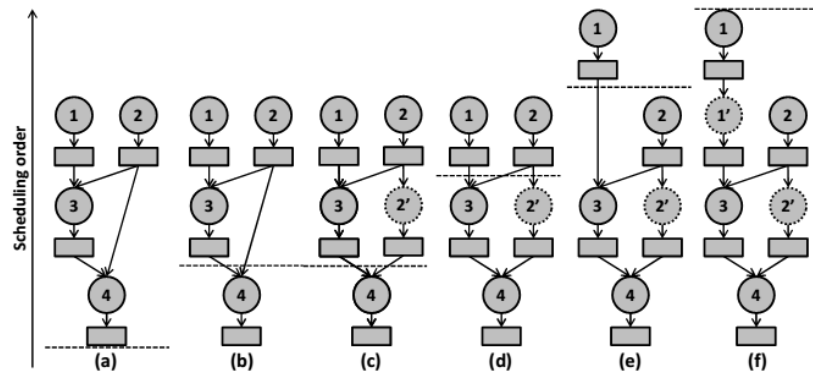 Scheduling order
1 1
1 2 1 2 1 2 1 2 1' 2
3 3 3 2' 3 2' 3 2' 3 2'
4 4 4 4 4 4
(a) (b) (c) (d) (e) (f)